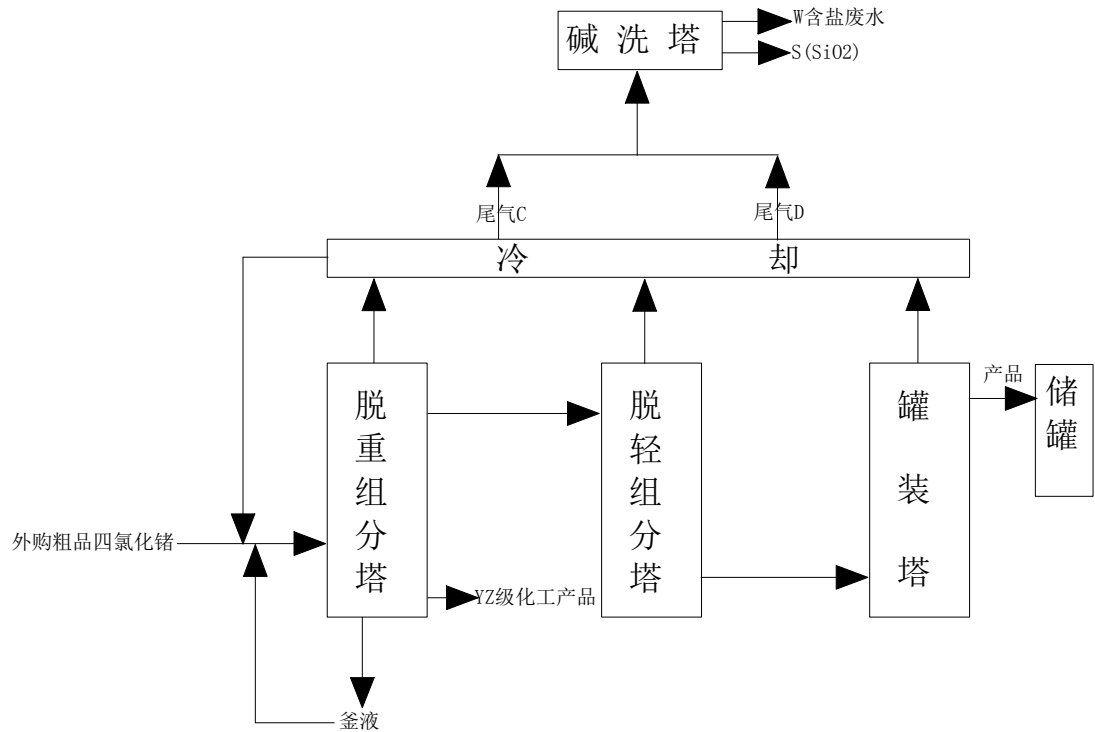 碱洗塔
W含盐废水
S(SiO2)
尾气C
尾气D
冷却
脱重组分塔
脱轻组分塔
罐装塔
产品
储罐
外购粗品四氯化锗
YZ级化工产品
釜液